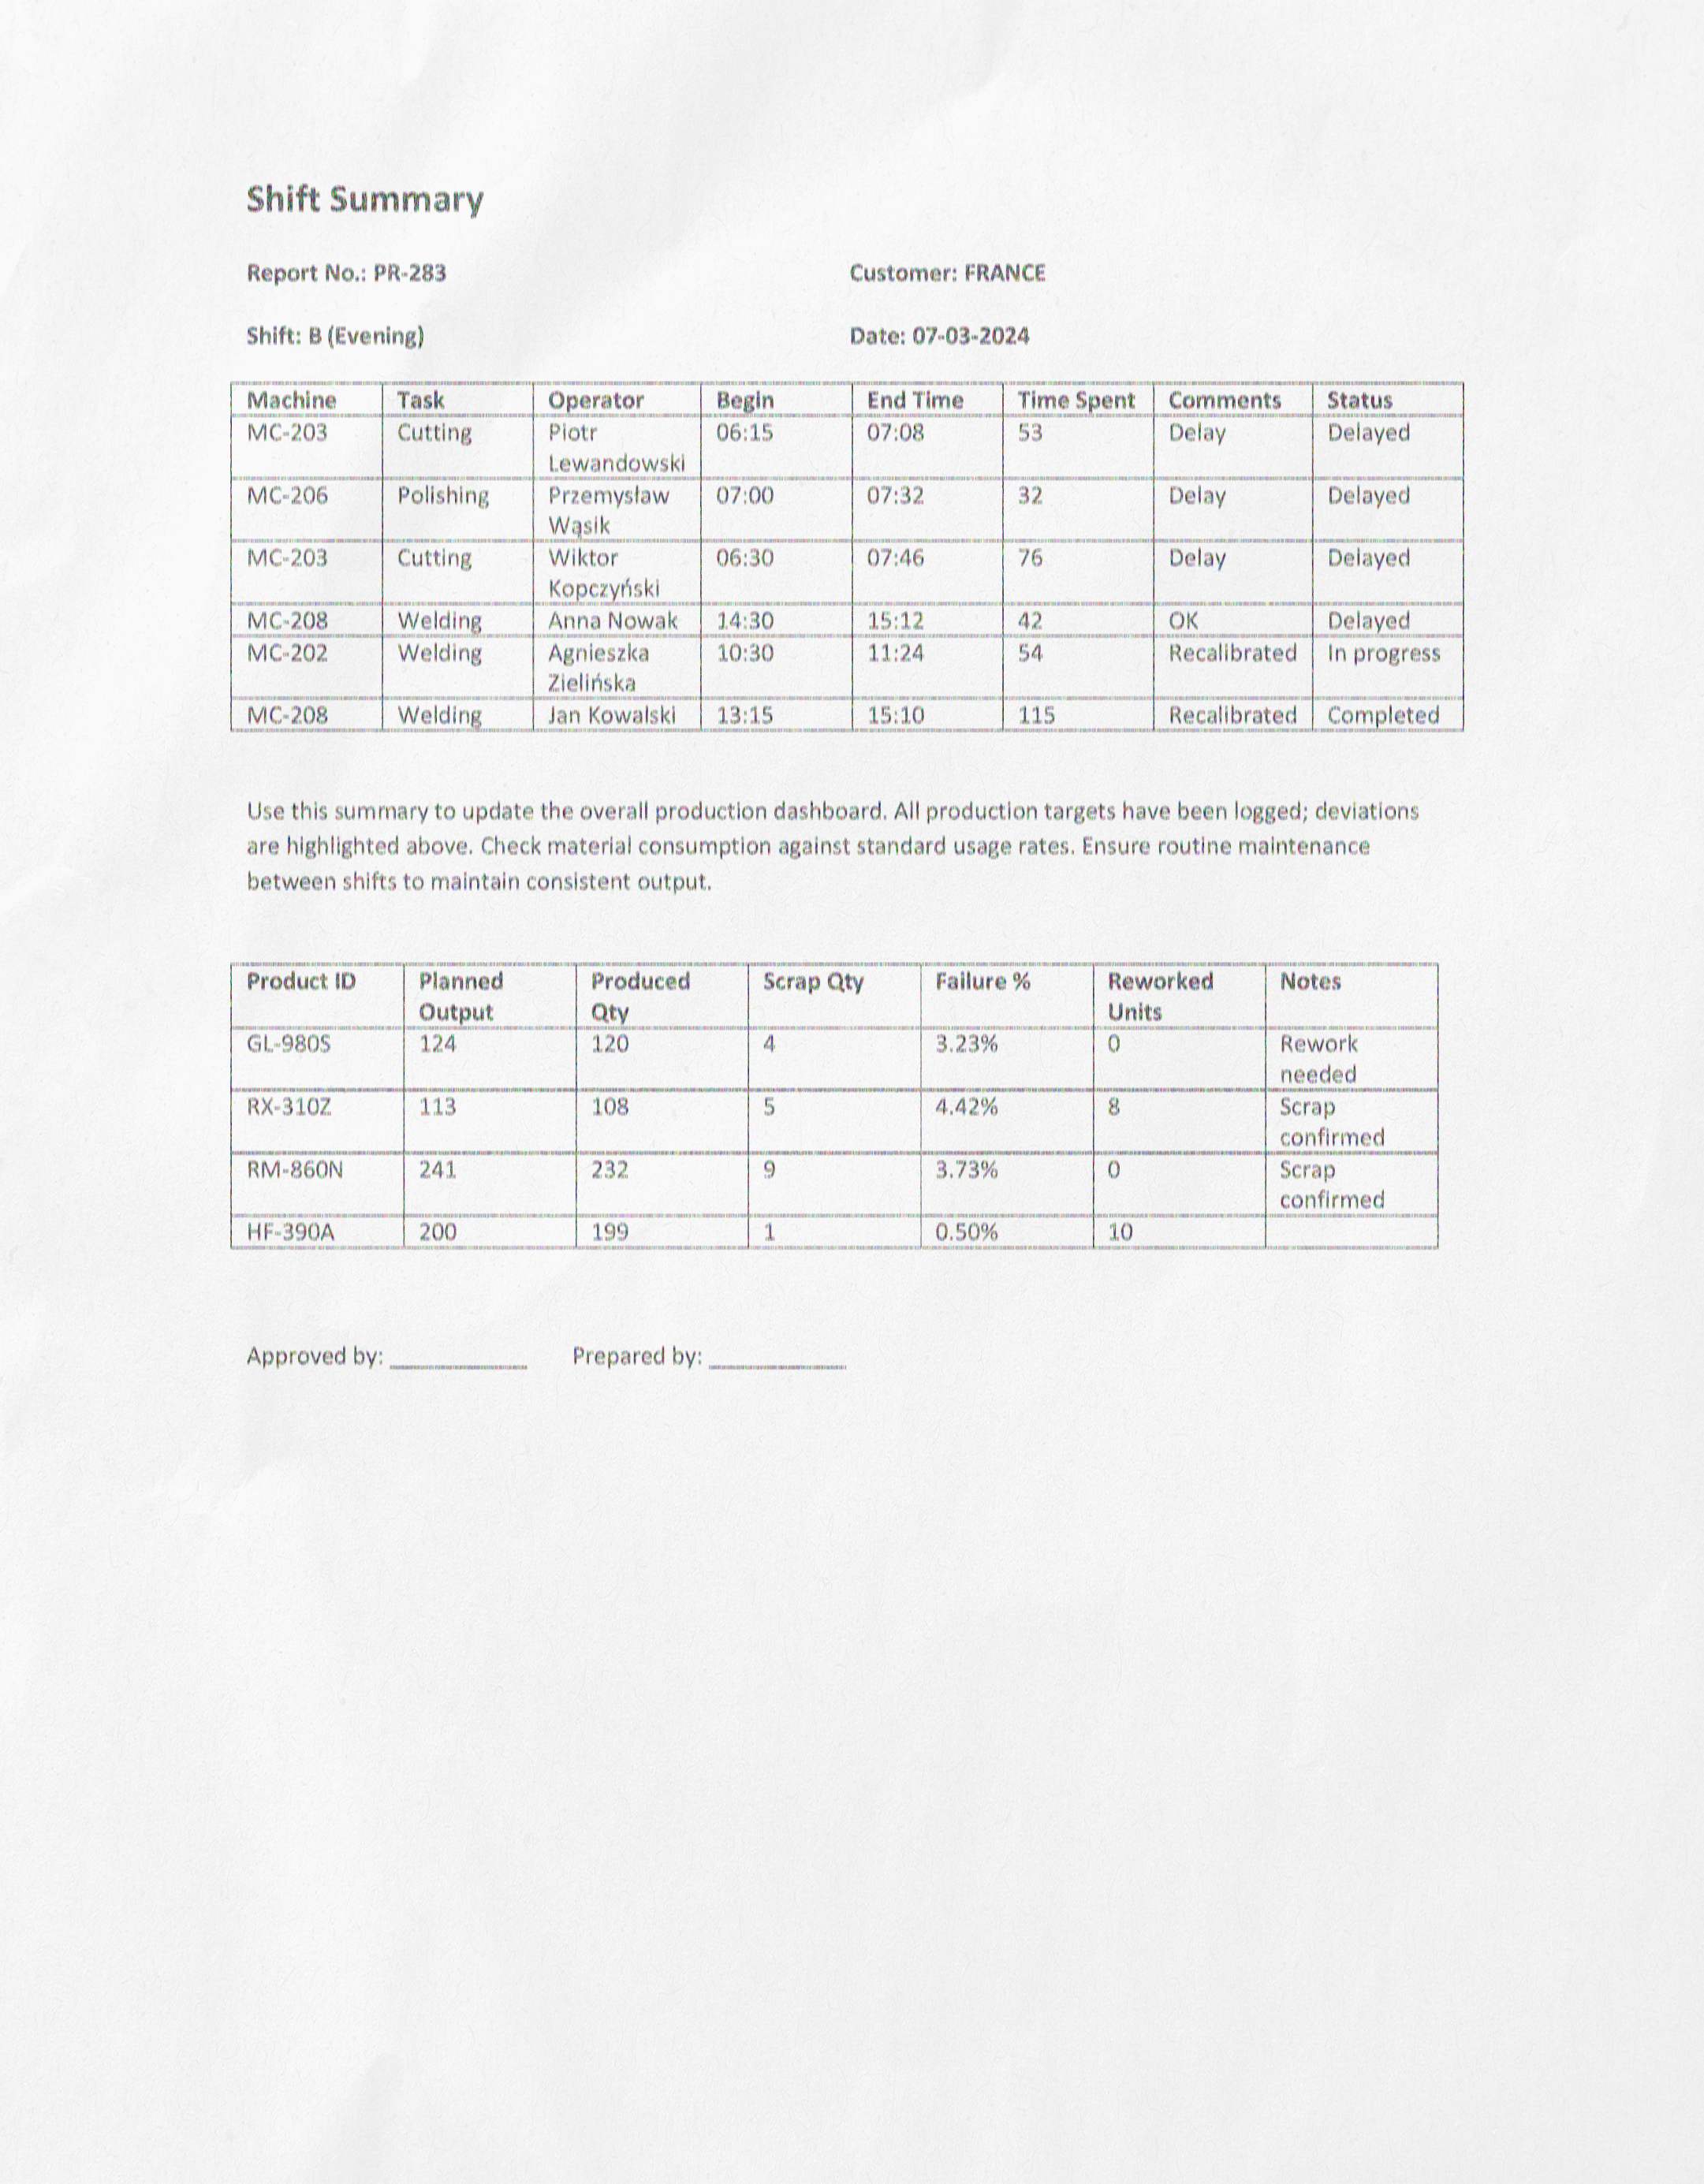 Shift Summary
Report No.: PR-283 Customer: FRANCE
Shift: B (Evening) Date: 07-03-2024
Machine Task Operator Begin End Time Time Spent Comments Status
MC-203 Cutting Piotr 06:15 07:08 53 Delay Delayed
Lewandowski
MC-206 Polishing Przemysław 07:00 07:32 32 Delay Delayed
Wąsik
MC-203 Cutting Wiktor 06:30 07:46 76 Delay Delayed
Kopczyński
MC-208 Welding Anna Nowak 14:30 15:12 42 OK Delayed
MC-202 Welding Agnieszka 10:30 11:24 54 Recalibrated In progress
Zielińska
MC-208 Welding Jan Kowalski 13:15 15:10 115 Recalibrated Completed
Use this summary to update the overall production dashboard. All production targets have been logged; deviations
are highlighted above. Check material consumption against standard usage rates. Ensure routine maintenance
between shifts to maintain consistent output.
Product ID Planned Produced Scrap Qty Failure % Reworked Notes
Output Qty Units
GL-980S 124 120 4 3.23% 0 Rework
needed
RX-310Z 113 108 5 4.42% 8 Scrap
confirmed
RM-860N 241 232 9 3.73% 0 Scrap
confirmed
HF-390A 200 199 1 0.50% 10
Approved by: ____________ Prepared by: ____________